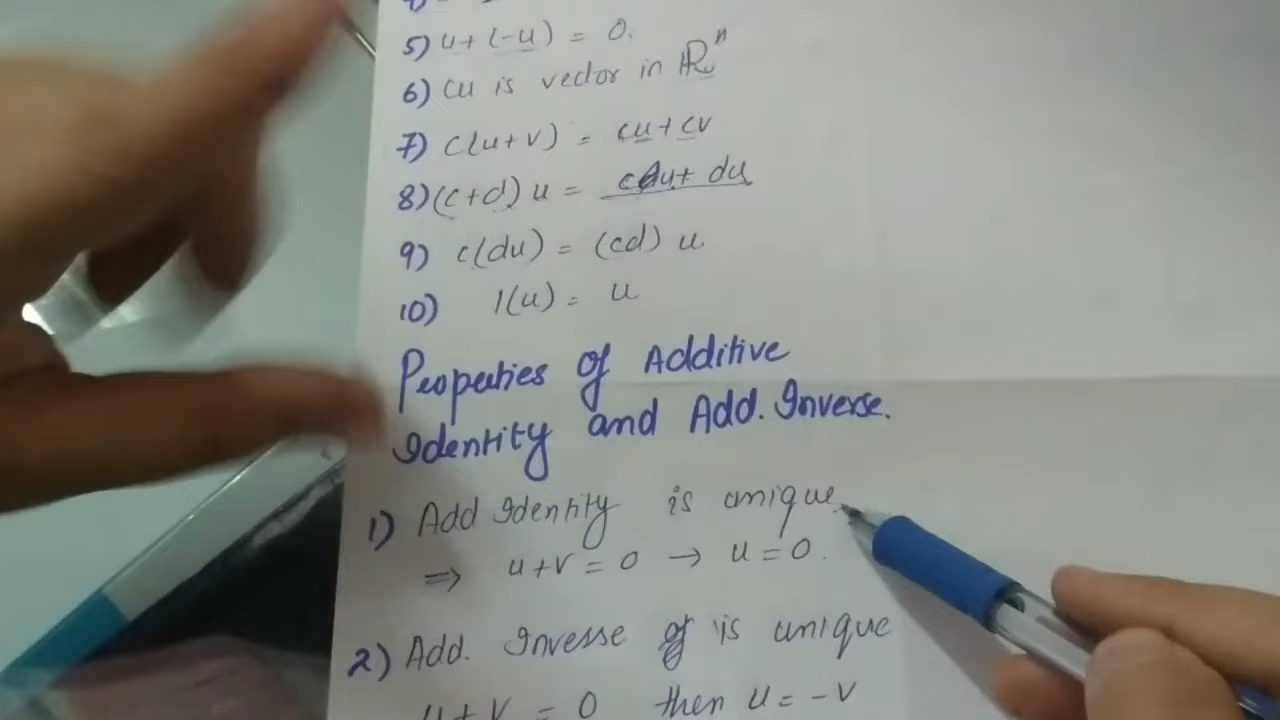 5) u + (-u) = 0.
6) cu is vector in ℝⁿ
7) c(u+v) = cu + cv
8) (c+d) u = cu + du
9) c(du) = (cd) u.
10) 1(u) = u
Properties of Additive
Identity and Add. Inverse.
1) Add Identity is unique
⇒ u+v = 0 → u = 0.
2) Add. Inverse of is unique
u + v = 0 then u = -v